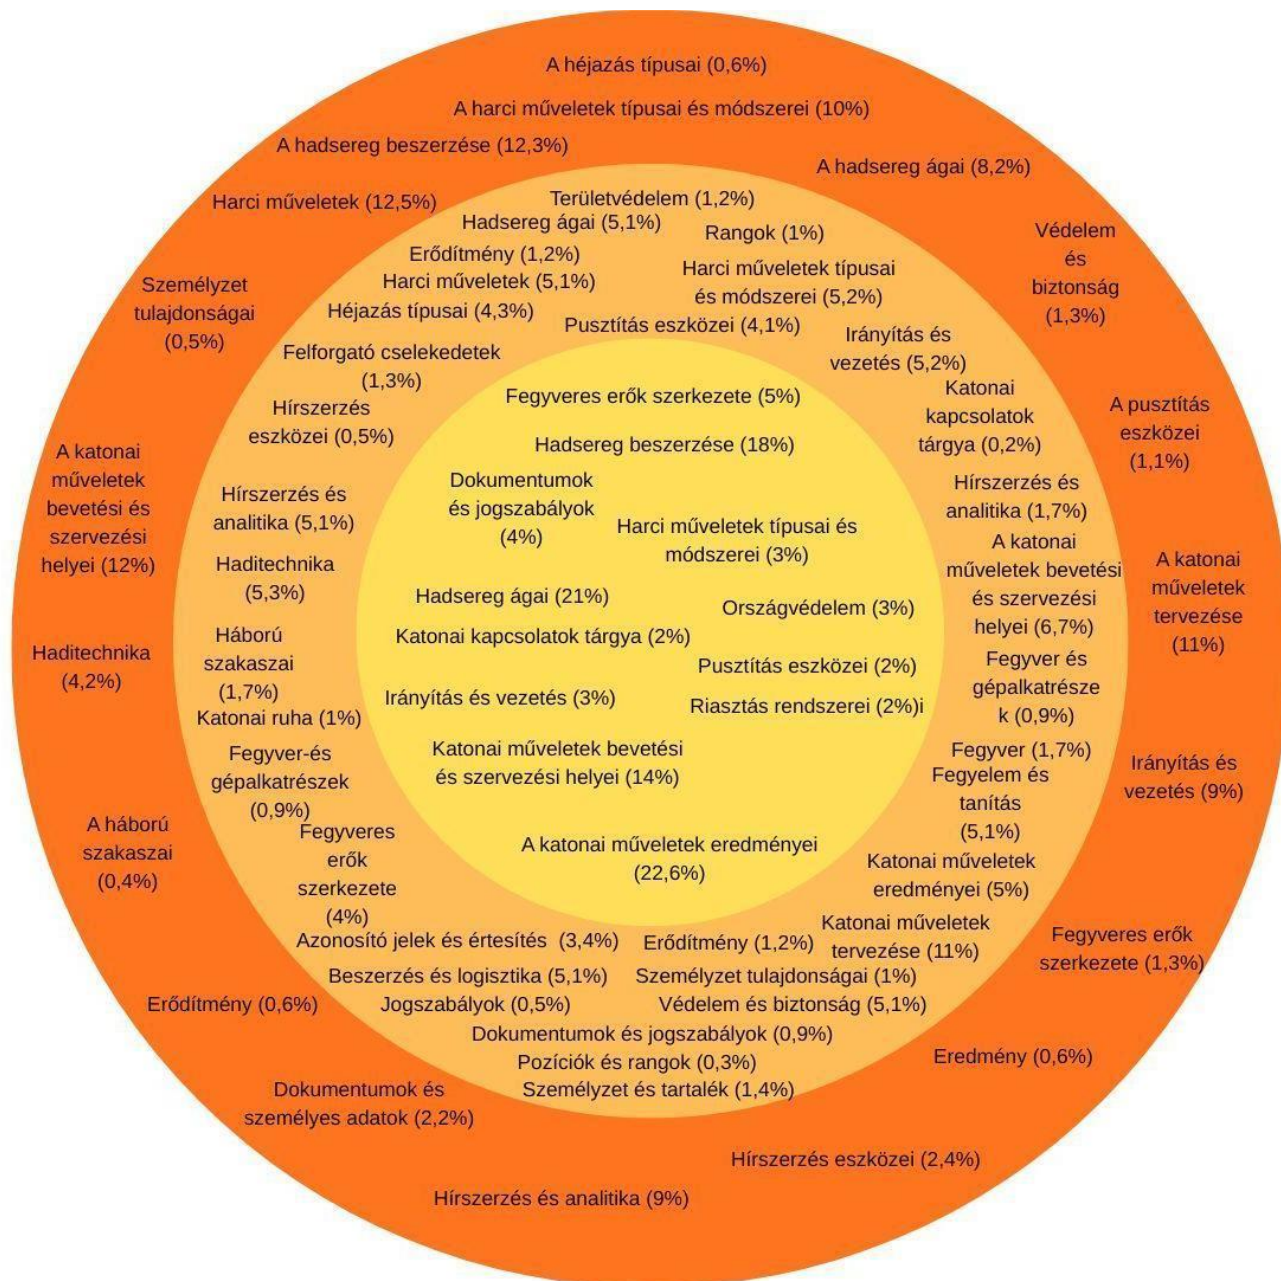 A héjazás típusai (0,6%)
A harci műveletek típusai és módszerei (10%)
A hadsereg beszerzése (12,3%)
A hadsereg ágai (8,2%)
Harci műveletek (12,5%)
Védelem
és
biztonság
(1,3%)
Személyzet
tulajdonságai
(0,5%)
A pusztítás
eszközei
(1,1%)
A katonai
műveletek
bevetési és
szervezési
helyei (12%)
A katonai
műveletek
tervezése
(11%)
Haditechnika
(4,2%)
Irányítás és
vezetés (9%)
A háború
szakaszai
(0,4%)
Fegyveres erők
szerkezete (1,3%)
Erődítmény (0,6%)
Eredmény (0,6%)
Dokumentumok és
személyes adatok (2,2%)
Hírszerzés eszközei (2,4%)
Hírszerzés és analitika (9%)
Területvédelem (1,2%)
Hadsereg ágai (5,1%)
Rangok (1%)
Erődítmény (1,2%)
Harci műveletek (5,1%)
Harci műveletek típusai
és módszerei (5,2%)
Héjazás típusai (4,3%)
Pusztítás eszközei (4,1%)
Irányítás és
vezetés (5,2%)
Felforgató cselekedetek
(1,3%)
Katonai
kapcsolatok
tárgya (0,2%)
Hírszerzés
eszközei (0,5%)
Hírszerzés és
analitika (5,1%)
Hírszerzés és
analitika (1,7%)
A katonai
műveletek bevetési
és szervezési
helyei (6,7%)
Haditechnika
(5,3%)
Háború
szakaszai
(1,7%)
Fegyver és
gépalkatrésze
k (0,9%)
Katonai ruha (1%)
Fegyver (1,7%)
Fegyver-és
gépalkatrészek
(0,9%)
Fegyelem és
tanítás
(5,1%)
Fegyveres
erők
szerkezete
(4%)
Katonai műveletek
eredményei (5%)
Katonai műveletek
tervezése (11%)
Azonosító jelek és értesítés (3,4%)
Erődítmény (1,2%)
Beszerzés és logisztika (5,1%)
Személyzet tulajdonságai (1%)
Jogszabályok (0,5%)
Védelem és biztonság (5,1%)
Dokumentumok és jogszabályok (0,9%)
Pozíciók és rangok (0,3%)
Személyzet és tartalék (1,4%)
Fegyveres erők szerkezete (5%)
Hadsereg beszerzése (18%)
Dokumentumok
és jogszabályok
(4%)
Harci műveletek típusai és
módszerei (3%)
Hadsereg ágai (21%)
Országvédelem (3%)
Katonai kapcsolatok tárgya (2%)
Pusztítás eszközei (2%)
Irányítás és vezetés (3%)
Riasztás rendszerei (2%)i
Katonai műveletek bevetési
és szervezési helyei (14%)
A katonai műveletek eredményei
(22,6%)